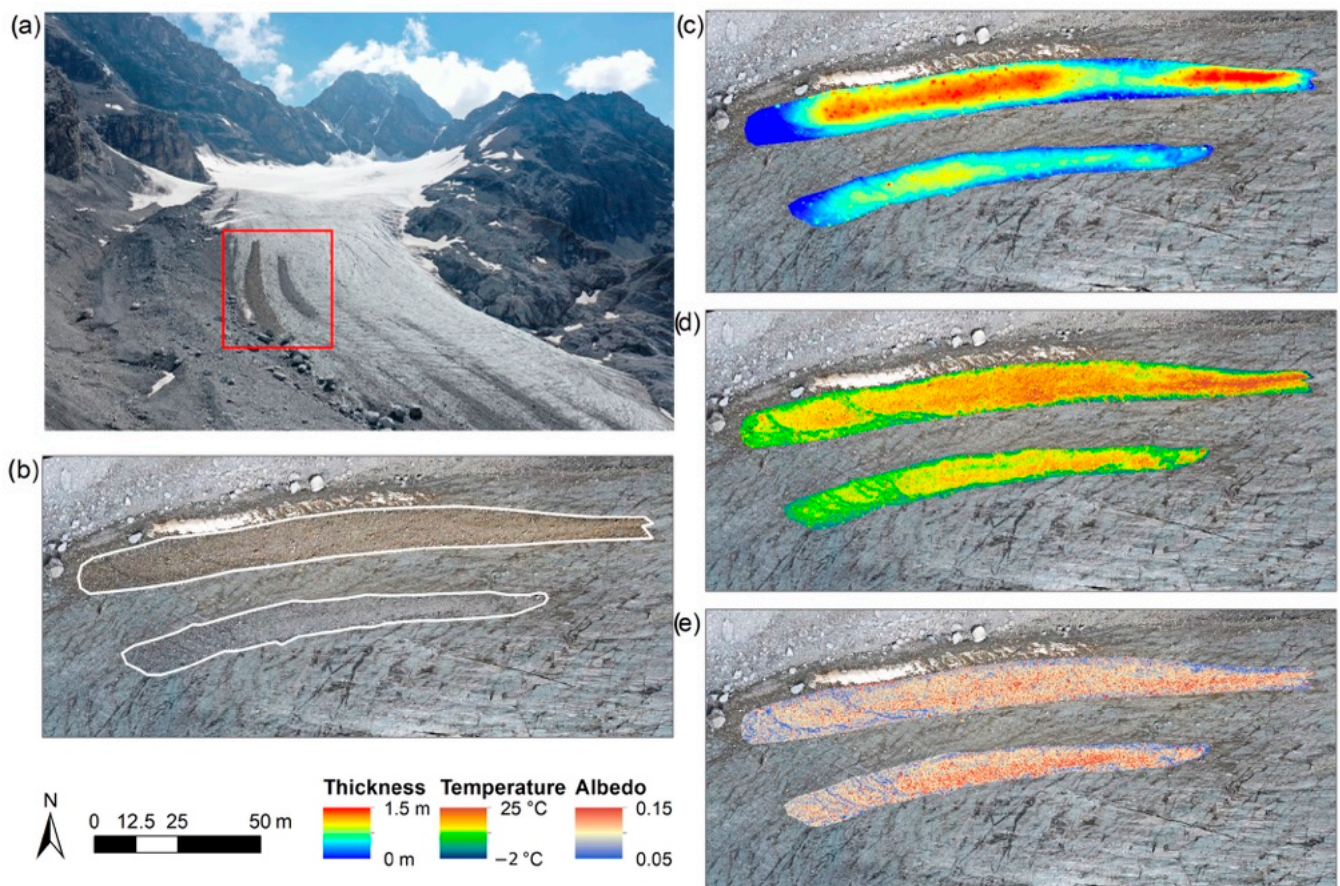 (a)
(b)
(c)
(d)
(e)
N
0 12.5 25 50 m
Thickness
1.5 m
0 m
Temperature
25 °C
−2 °C
Albedo
0.15
0.05